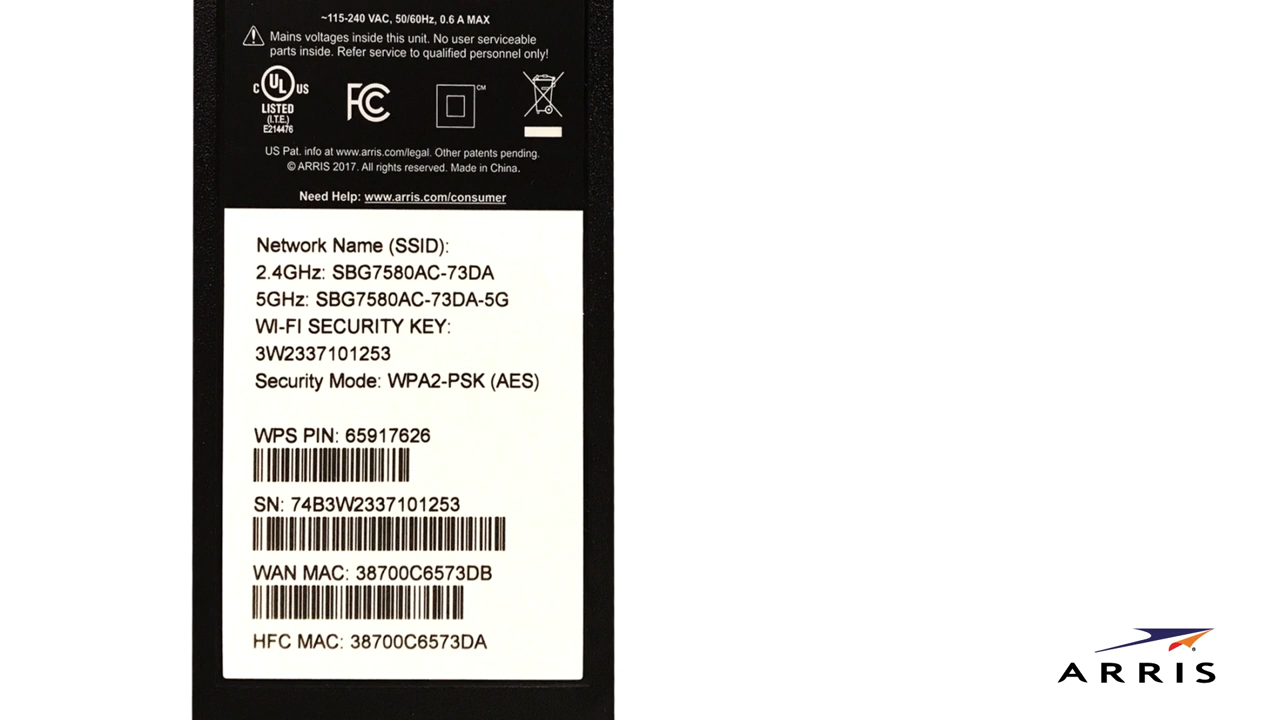 ~115-240 VAC, 50/60Hz, 0.6 A MAX
Mains voltages inside this unit. No user serviceable
parts inside. Refer service to qualified personnel only!
C UL US
LISTED
(I.T.E.)
E214476
FC
CM
US Pat. info at www.arris.com/legal. Other patents pending.
© ARRIS 2017. All rights reserved. Made in China.
Need Help: www.arris.com/consumer
Network Name (SSID):
2.4GHz: SBG7580AC-73DA
5GHz: SBG7580AC-73DA-5G
WI-FI SECURITY KEY:
3W2337101253
Security Mode: WPA2-PSK (AES)
WPS PIN: 65917626
SN: 74B3W2337101253
WAN MAC: 38700C6573DB
HFC MAC: 38700C6573DA
ARRIS